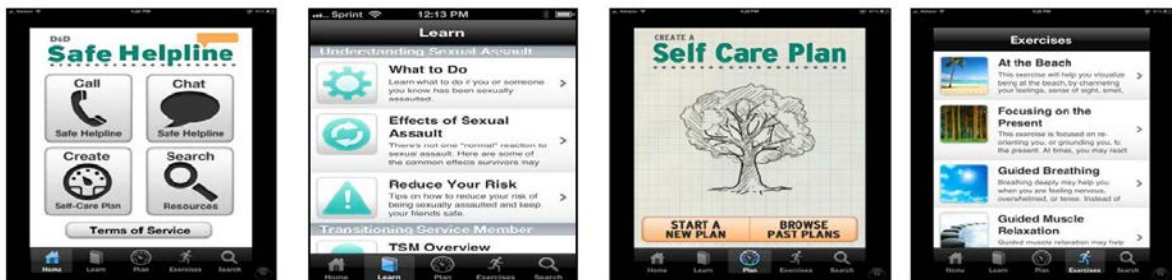 DoD
Safe Helpline
Call
Safe Helpline
Chat
Safe Helpline
Create
Self-Care Plan
Search
Resources
Terms of Service
Home Learn Plan Exercises Search
Sprint 12:13 PM
Learn
Understanding Sexual Assault
What to Do
Learn what to do if you or someone
you know has been sexually
assaulted.
Effects of Sexual
Assault
There's not one "normal" reaction to
sexual assault. Here are some of
the common effects survivors may
Reduce Your Risk
Tips on how to reduce your risk of
being sexually assaulted and keep
your friends safe.
Transitioning Service Member
TSM Overview
Home Learn Plan Exercises Search
CREATE A
Self Care Plan
START A
NEW PLAN
BROWSE
PAST PLANS
Home Learn Plan Exercises Search
Exercises
At the Beach
This exercise will help you visualize
being at the beach, by channeling
your feelings, sense of sight, smell,
Focusing on the
Present
This exercise is focused on re-
orienting you, or grounding you, to
the present. At times, you may react
Guided Breathing
Breathing deeply may help you
when you are feeling nervous,
overwhelmed, or tense. Instead of
Guided Muscle
Relaxation
Guided muscle relaxation may help
Home Learn Plan Exercises Search